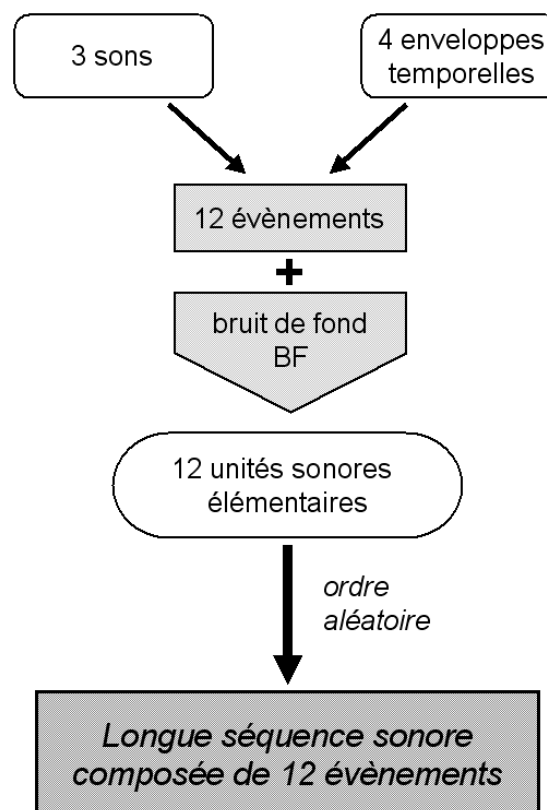 3 sons
4 enveloppes
temporelles
12 évènements
+
bruit de fond
BF
12 unités sonores
élémentaires
ordre
aléatoire
Longue séquence sonore
composée de 12 évènements